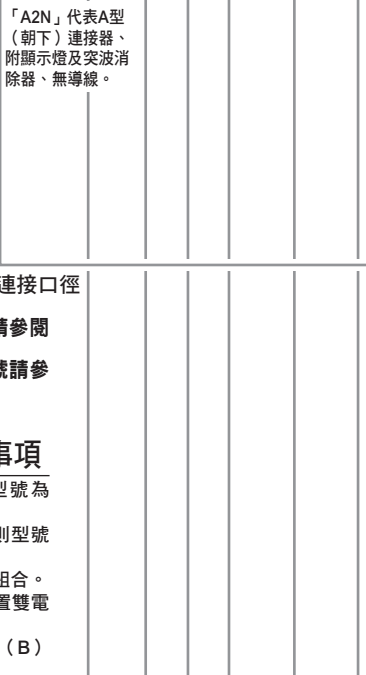 「A2N」代表A型
（朝下）連接器、
附顯示燈及突波消
除器、無導線。
連接口徑
請參閱
號請參
事項
型號為
則型號
組合。
置雙電
（B）